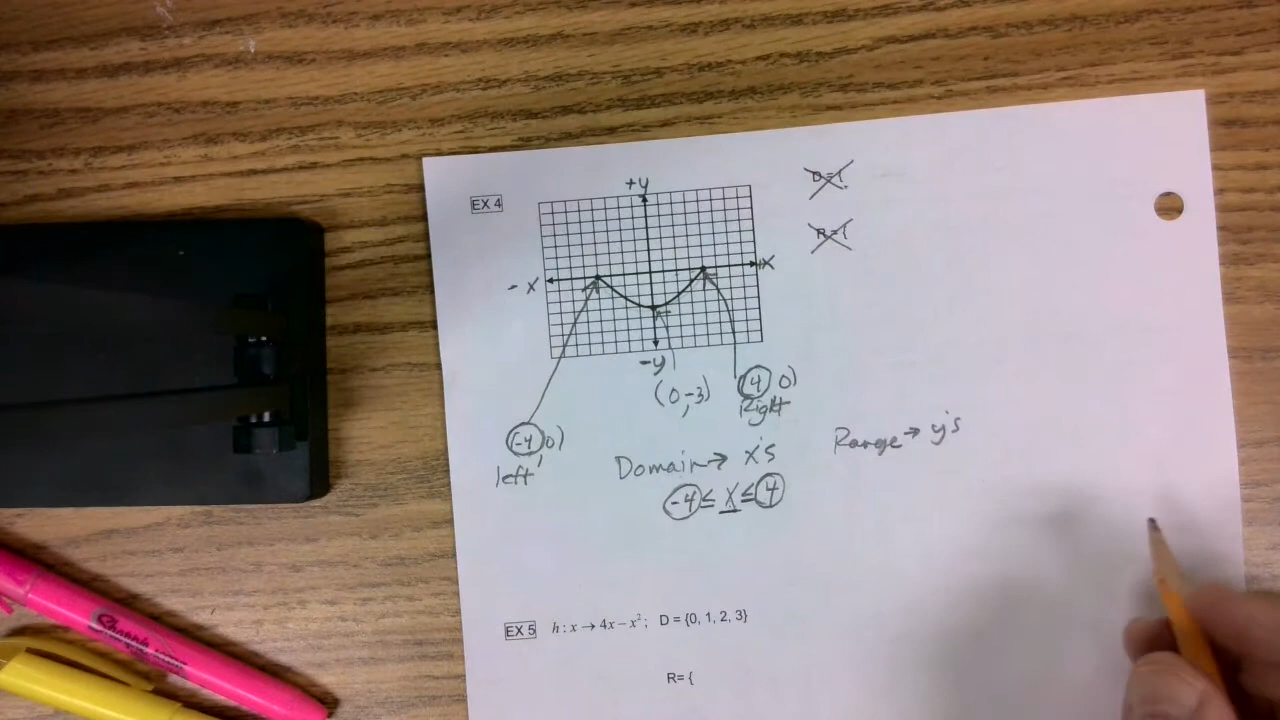 EX 4
+y
D = {
R = {
- x
+x
-y
(0,-3)
(4 0)
Right
(-4,0)
left
Domain → x's
Range → y's
-4 ≤ x ≤ 4
EX 5 h : x → 4x – x²; D = {0, 1, 2, 3}
R= {
Sharpie